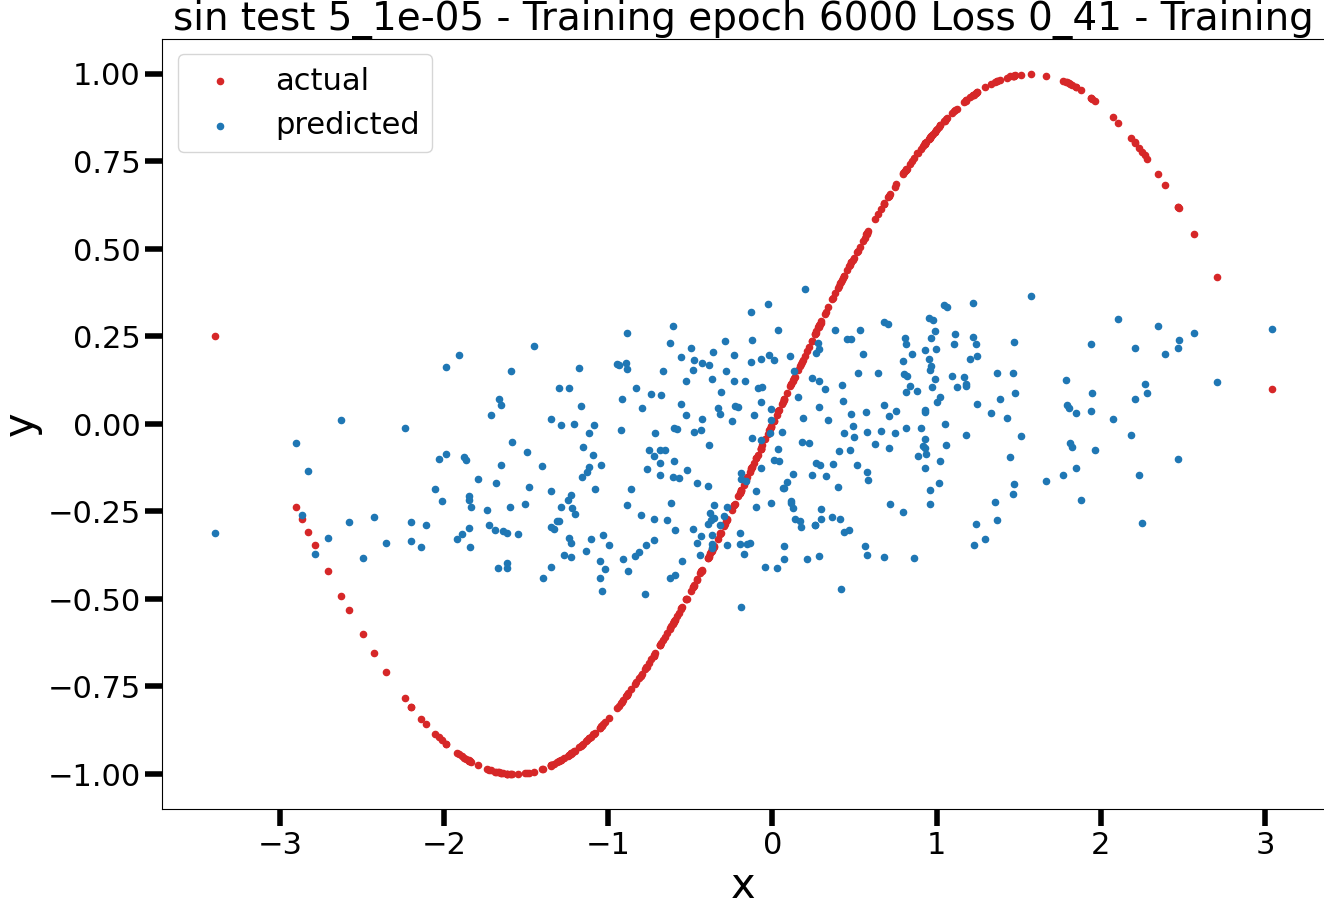 sin test 5_1e-05 - Training epoch 6000 Loss 0_41 - Training
actual
predicted
1.00
0.75
0.50
0.25
0.00
−0.25
−0.50
−0.75
−1.00
y
−3 −2 −1 0 1 2 3
x